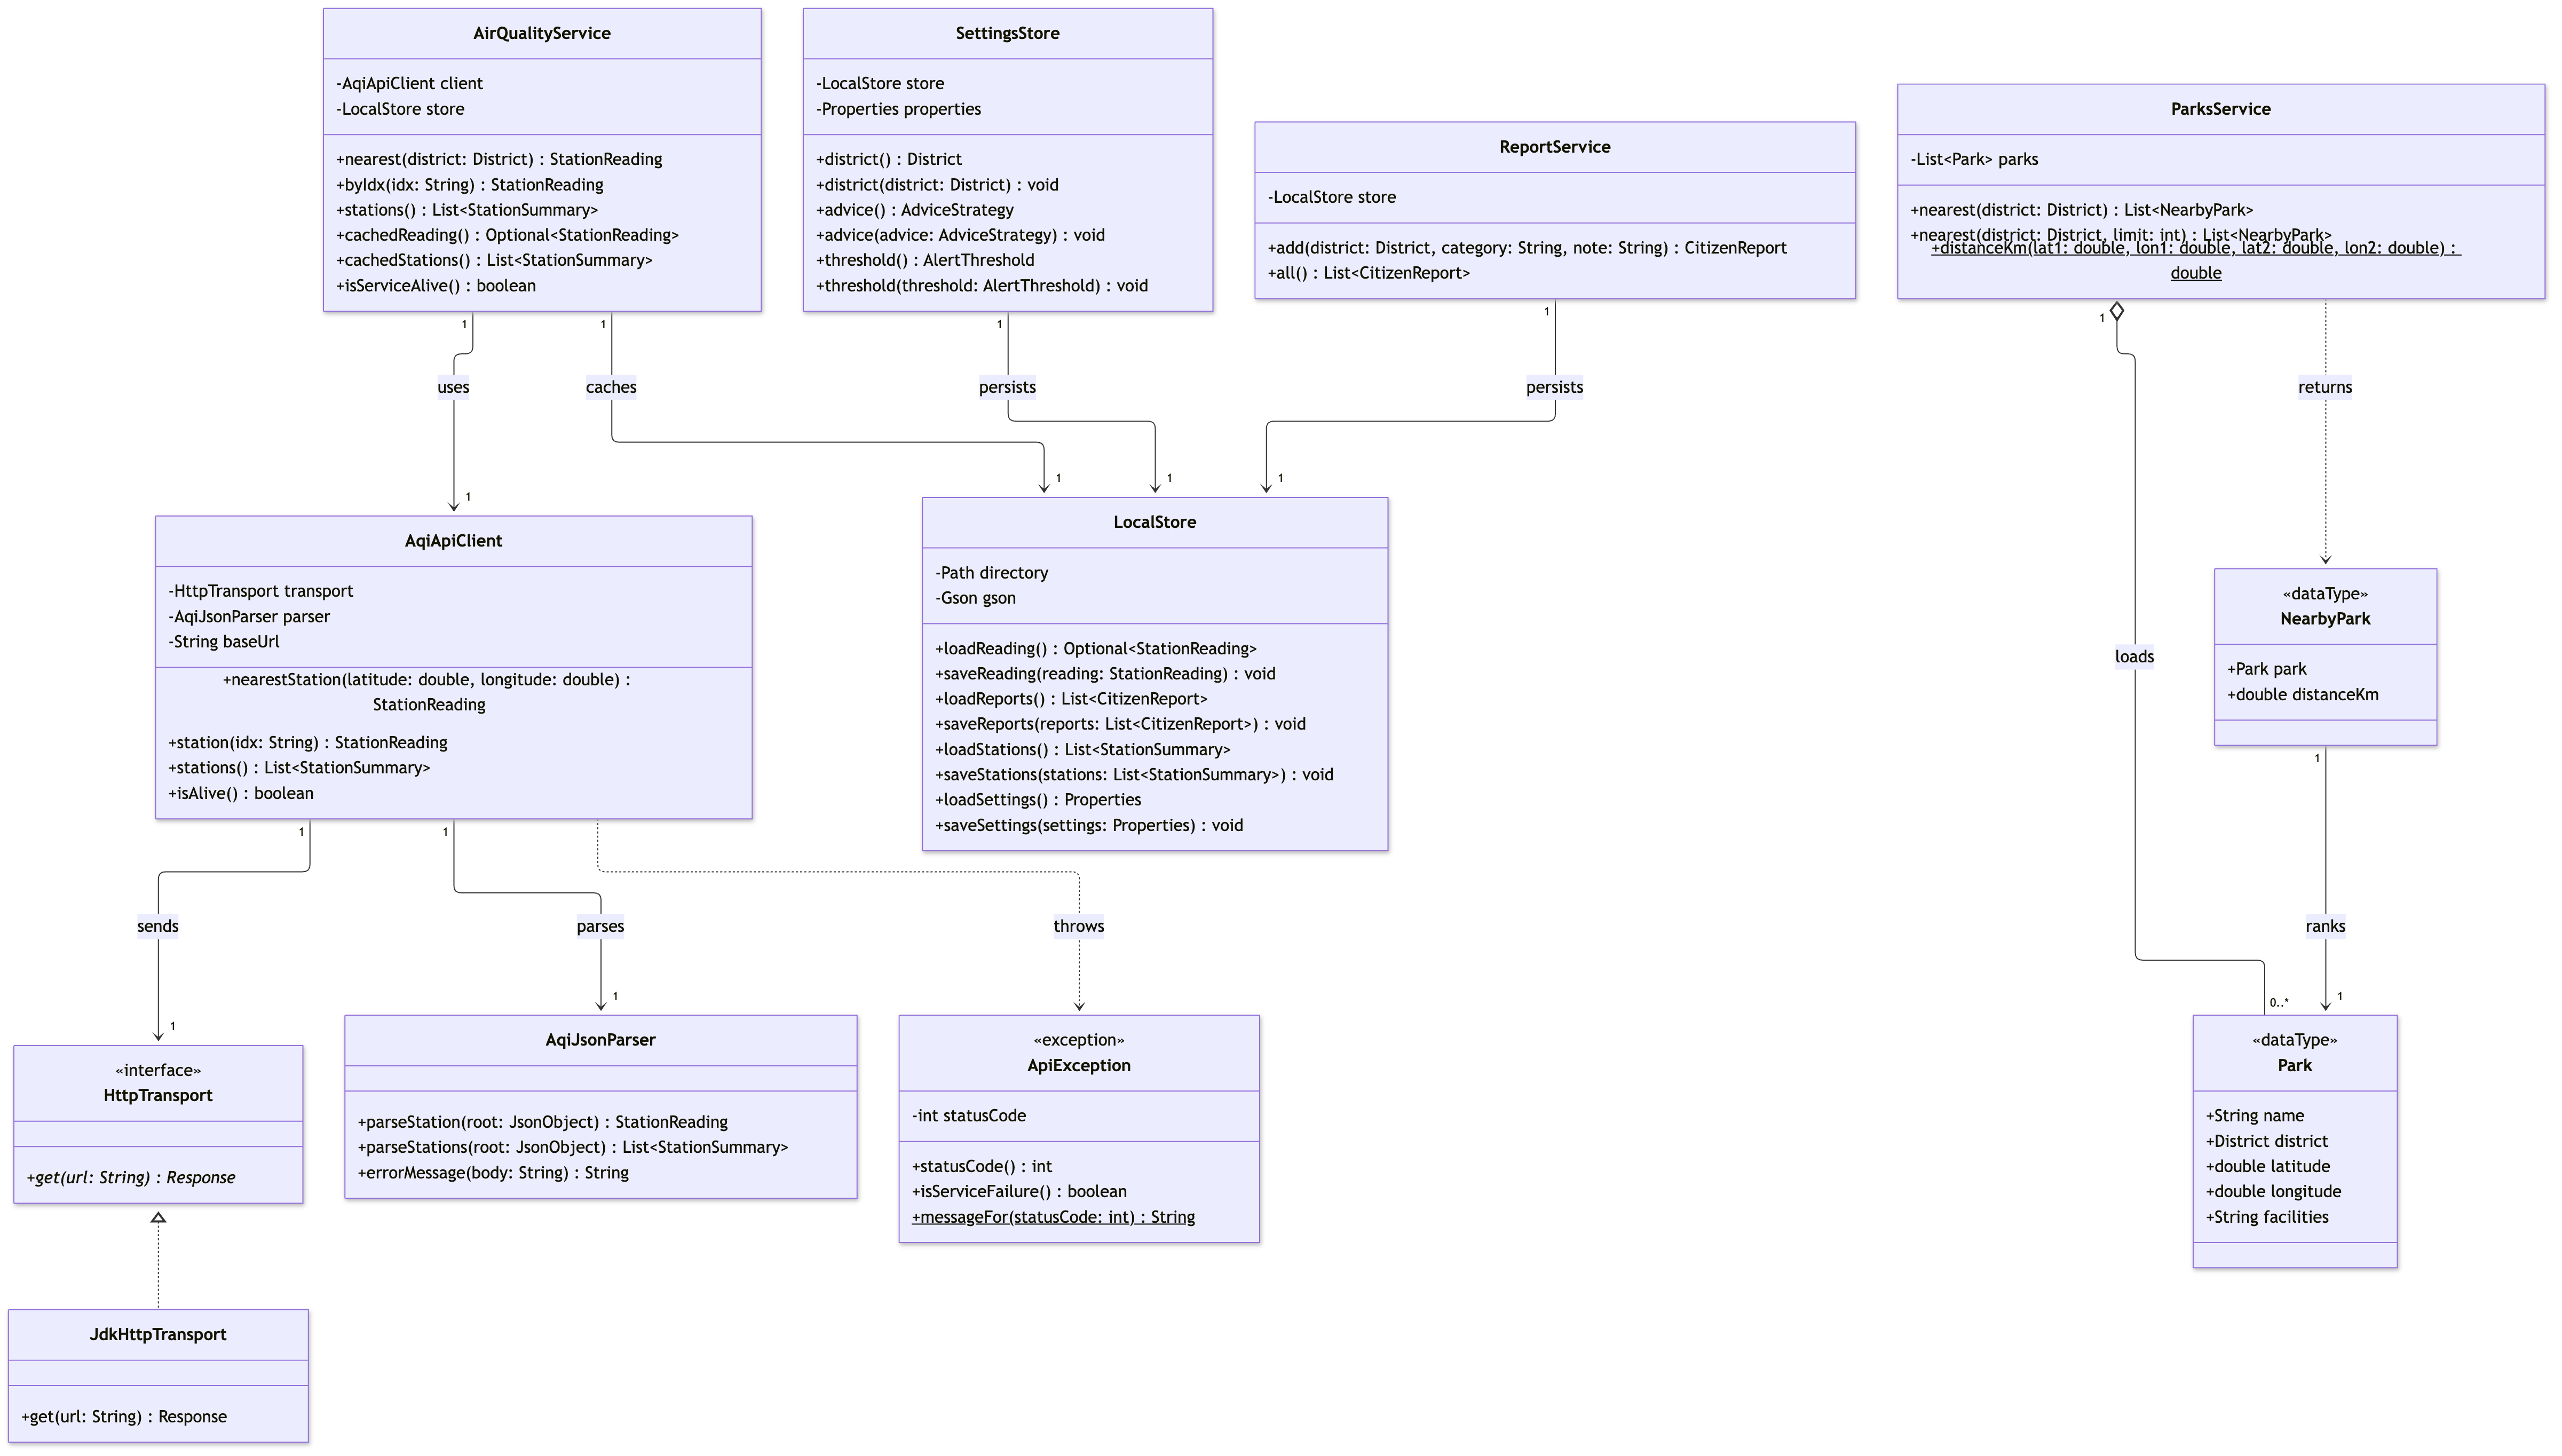 AirQualityService
-AqiApiClient client
-LocalStore store
+nearest(district: District) : StationReading
+byIdx(idx: String) : StationReading
+stations() : List<StationSummary>
+cachedReading() : Optional<StationReading>
+cachedStations() : List<StationSummary>
+isServiceAlive() : boolean
SettingsStore
-LocalStore store
-Properties properties
+district() : District
+district(district: District) : void
+advice() : AdviceStrategy
+advice(advice: AdviceStrategy) : void
+threshold() : AlertThreshold
+threshold(threshold: AlertThreshold) : void
ReportService
-LocalStore store
+add(district: District, category: String, note: String) : CitizenReport
+all() : List<CitizenReport>
ParksService
-List<Park> parks
+nearest(district: District) : List<NearbyPark>
+nearest(district: District, limit: int) : List<NearbyPark>
+distanceKm(lat1: double, lon1: double, lat2: double, lon2: double) :
double
1
1
1
1
1
uses
caches
persists
persists
returns
1
1
1
1
AqiApiClient
-HttpTransport transport
-AqiJsonParser parser
-String baseUrl
+nearestStation(latitude: double, longitude: double) :
StationReading
+station(idx: String) : StationReading
+stations() : List<StationSummary>
+isAlive() : boolean
LocalStore
-Path directory
-Gson gson
+loadReading() : Optional<StationReading>
+saveReading(reading: StationReading) : void
+loadReports() : List<CitizenReport>
+saveReports(reports: List<CitizenReport>) : void
+loadStations() : List<StationSummary>
+saveStations(stations: List<StationSummary>) : void
+loadSettings() : Properties
+saveSettings(settings: Properties) : void
loads
«dataType»
NearbyPark
+Park park
+double distanceKm
1
1
1
sends
parses
throws
ranks
1
1
0..*
1
«interface»
HttpTransport
+get(url: String) : Response
AqiJsonParser
+parseStation(root: JsonObject) : StationReading
+parseStations(root: JsonObject) : List<StationSummary>
+errorMessage(body: String) : String
«exception»
ApiException
-int statusCode
+statusCode() : int
+isServiceFailure() : boolean
+messageFor(statusCode: int) : String
«dataType»
Park
+String name
+District district
+double latitude
+double longitude
+String facilities
JdkHttpTransport
+get(url: String) : Response